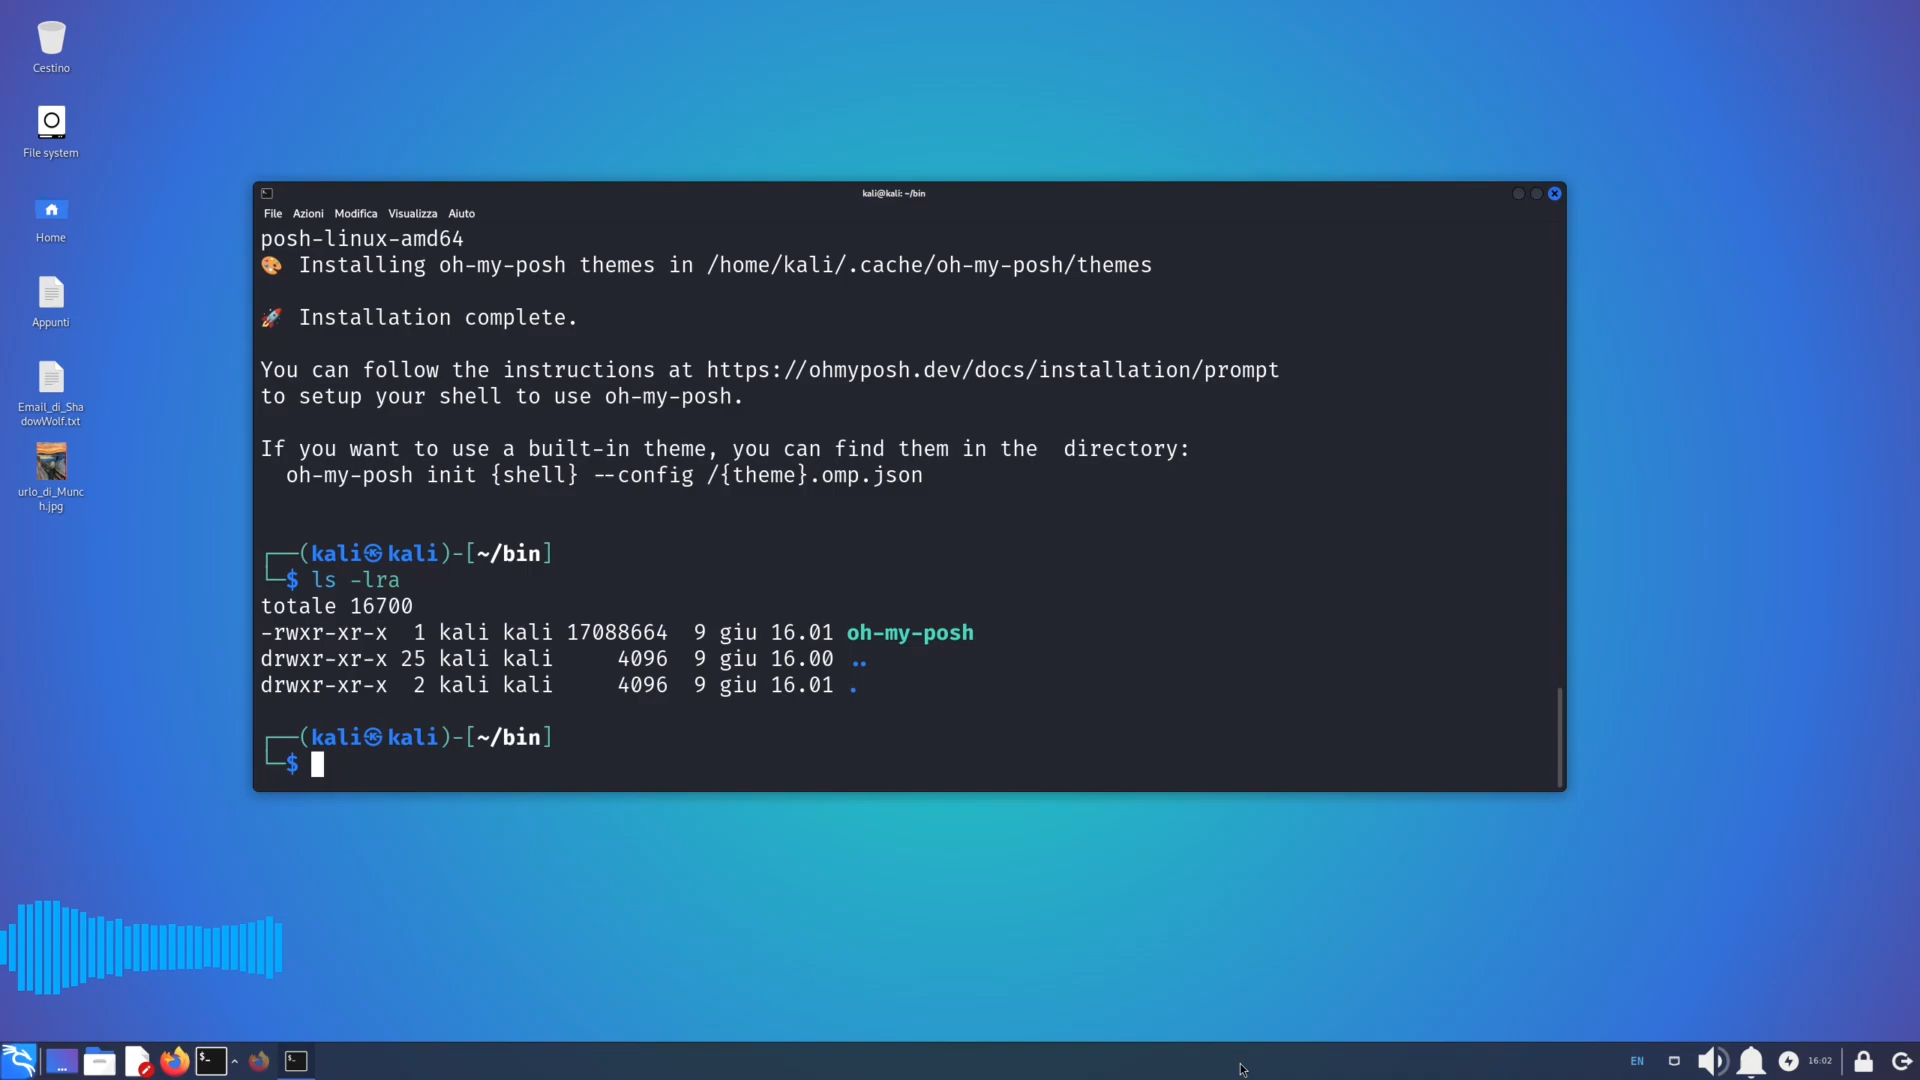 Cestino
File system
Home
Appunti
Email_di_Sha
dowWolf.txt
urlo_di_Munc
h.jpg
kali@kali: ~/bin
File Azioni Modifica Visualizza Aiuto
posh-linux-amd64
🎨 Installing oh-my-posh themes in /home/kali/.cache/oh-my-posh/themes
🚀 Installation complete.
You can follow the instructions at https://ohmyposh.dev/docs/installation/prompt
to setup your shell to use oh-my-posh.
If you want to use a built-in theme, you can find them in the  directory:
oh-my-posh init {shell} --config /{theme}.omp.json
┌──(kali㉿kali)-[~/bin]
└─$ ls -lra
totale 16700
-rwxr-xr-x  1 kali kali 17088664  9 giu 16.01 oh-my-posh
drwxr-xr-x 25 kali kali     4096  9 giu 16.00 ..
drwxr-xr-x  2 kali kali     4096  9 giu 16.01 .
┌──(kali㉿kali)-[~/bin]
└─$
EN 16:02